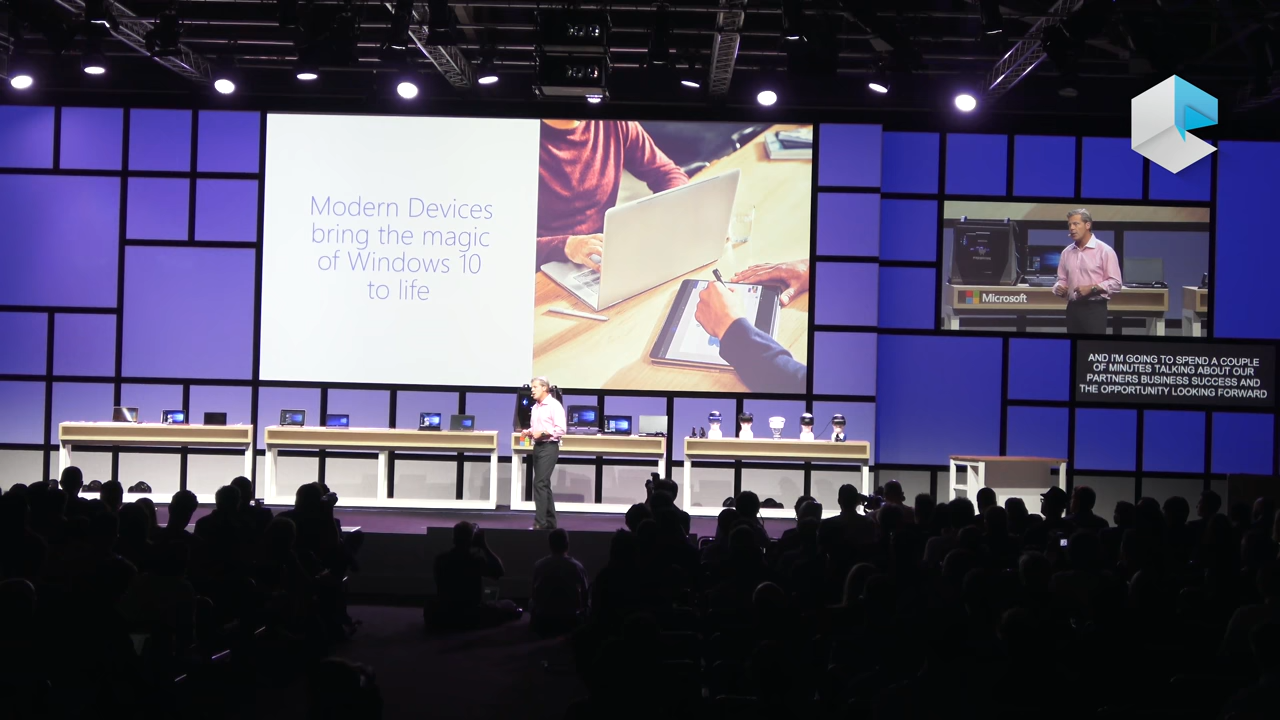 Modern Devices
bring the magic
of Windows 10
to life
Microsoft
AND I'M GOING TO SPEND A COUPLE
OF MINUTES TALKING ABOUT OUR
PARTNERS BUSINESS SUCCESS AND
THE OPPORTUNITY LOOKING FORWARD